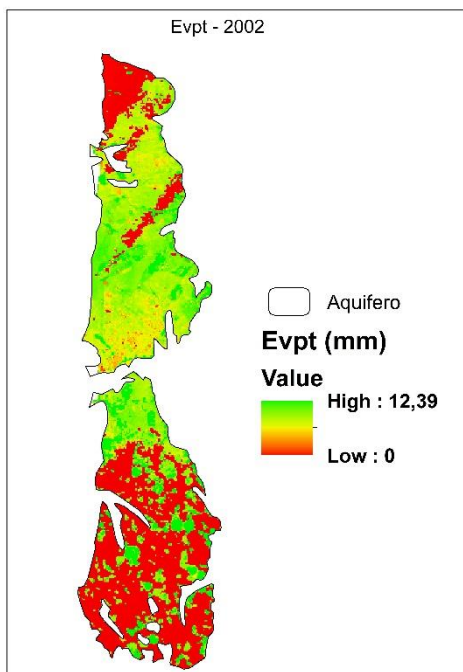 Evpt - 2002
Aquifero
Evpt (mm)
Value
High : 12,39
Low : 0